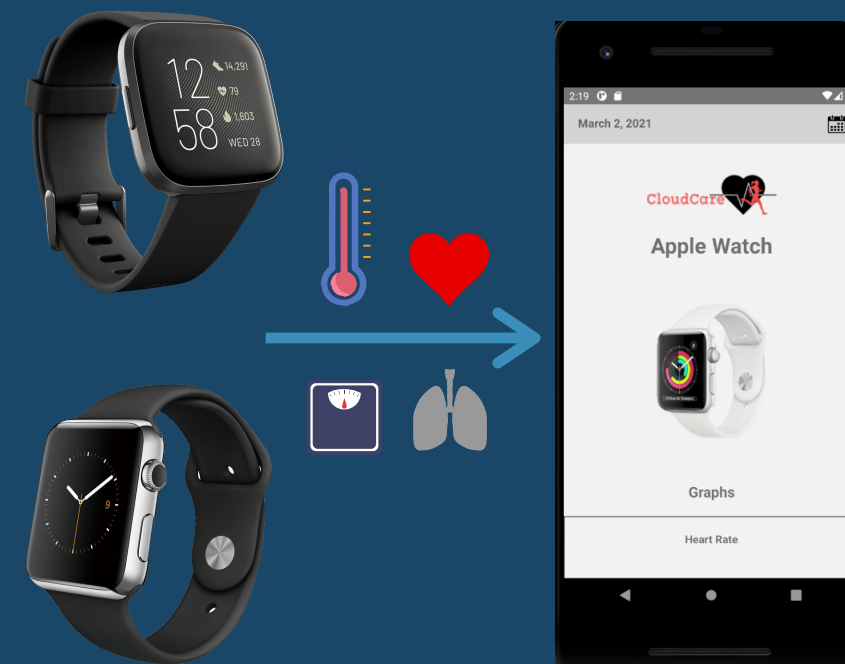 12
58
14,291
79
1,603
WED 28
9
2:19
March 2, 2021
CloudCare
Apple Watch
Graphs
Heart Rate